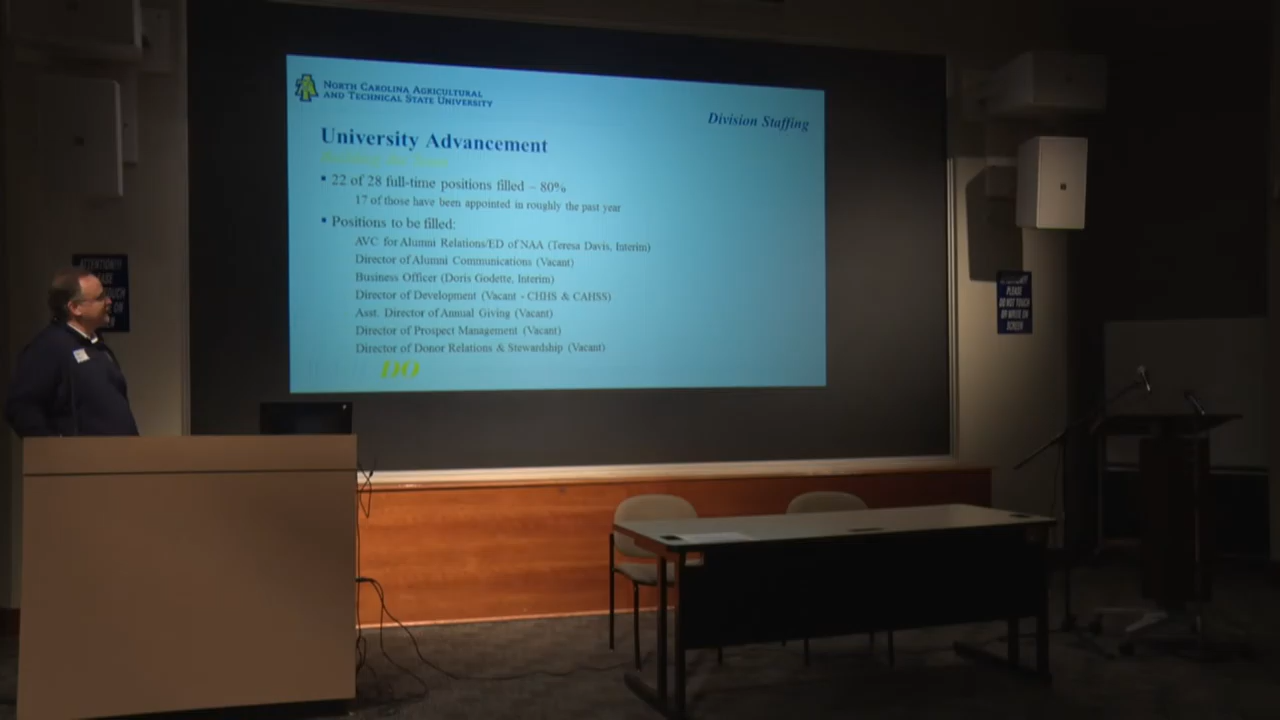 North Carolina Agricultural
and Technical State University
Division Staffing
University Advancement
▪ 22 of 28 full-time positions filled – 80%
17 of those have been appointed in roughly the past year
▪ Positions to be filled:
AVC for Alumni Relations/ED of NAA (Teresa Davis, Interim)
Director of Alumni Communications (Vacant)
Business Officer (Doris Godette, Interim)
Director of Development (Vacant - CHHS & CAHSS)
Asst. Director of Annual Giving (Vacant)
Director of Prospect Management (Vacant)
Director of Donor Relations & Stewardship (Vacant)
DO
PLEASE
DO NOT TOUCH
OR WRITE ON
SCREEN